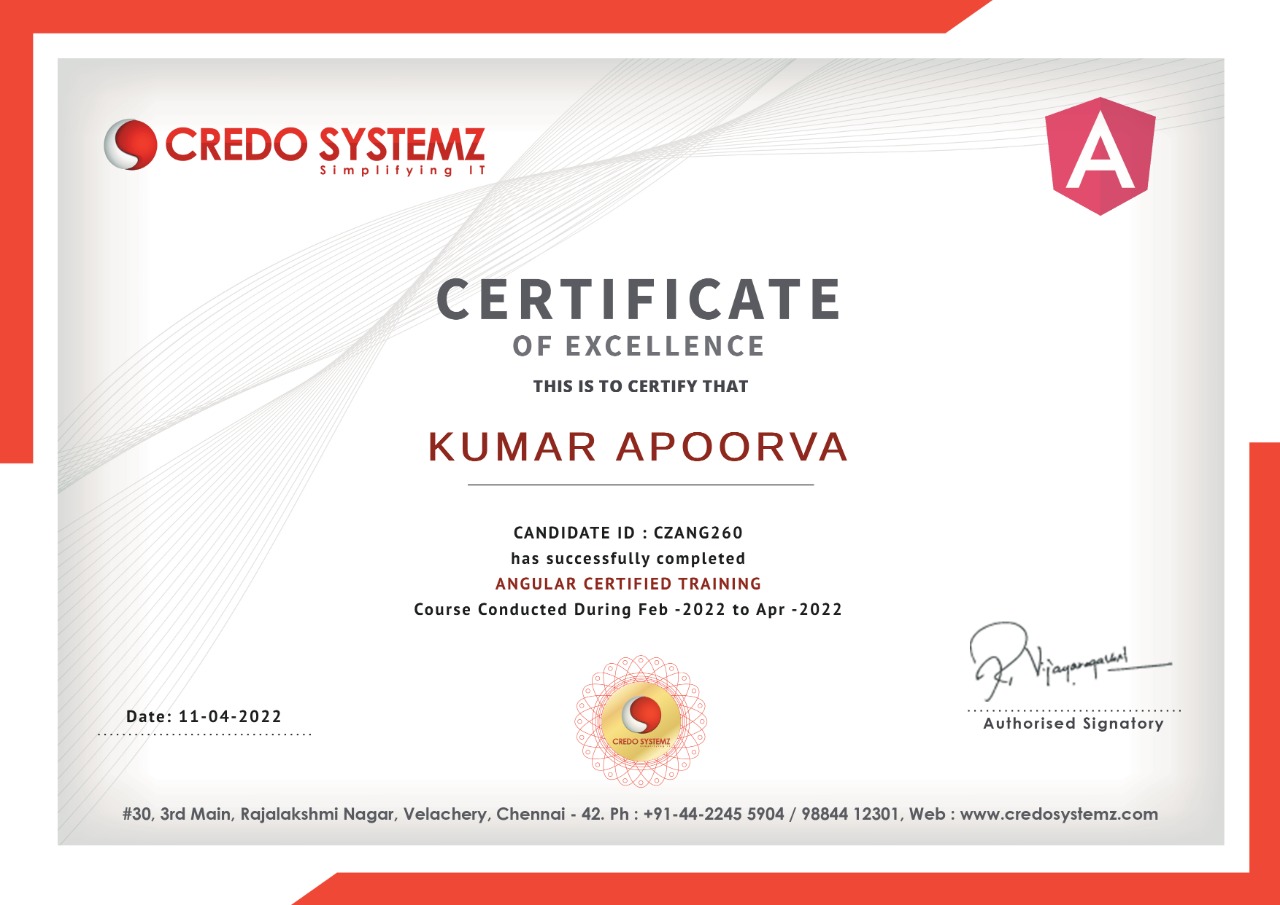 CREDO SYSTEMZ
Simplifying IT
A
CERTIFICATE
OF EXCELLENCE
THIS IS TO CERTIFY THAT
KUMAR APOORVA
CANDIDATE ID : CZANG260
has successfully completed
ANGULAR CERTIFIED TRAINING
Course Conducted During Feb -2022 to Apr -2022
R. Vijayaragavan
Date: 11-04-2022
Authorised Signatory
CREDO SYSTEMZ
Simplifying IT
#30, 3rd Main, Rajalakshmi Nagar, Velachery, Chennai - 42. Ph : +91-44-2245 5904 / 98844 12301, Web : www.credosystemz.com